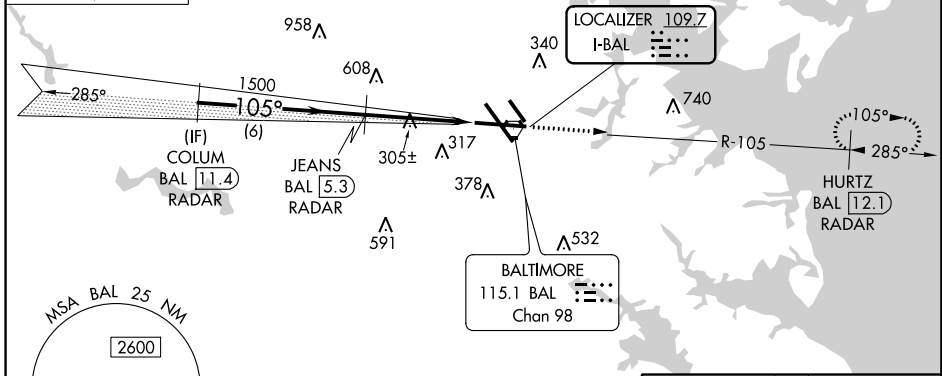 958
LOCALIZER 109.7
I-BAL
340
608
1500
285°
105°
(6)
740
105°
285°
R-105
(IF)
COLUM
BAL 11.4
RADAR
JEANS
BAL 5.3
RADAR
305±
317
378
591
HURTZ
BAL 12.1
RADAR
532
BALTIMORE
115.1 BAL
Chan 98
MSA BAL 25 NM
2600